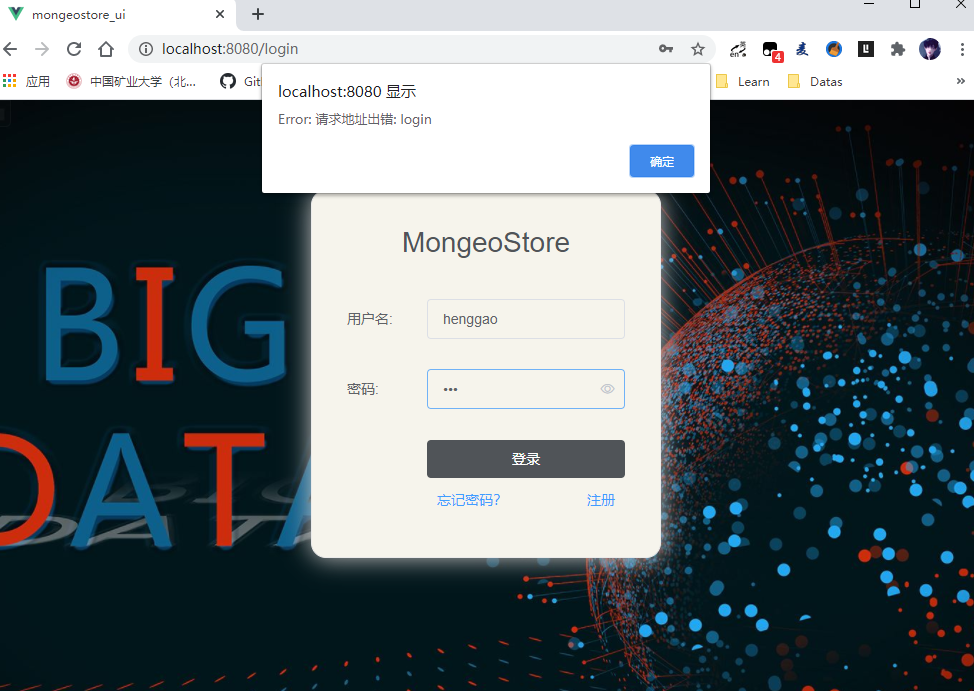 mongeostore_ui
localhost:8080/login
en
4
应用
中国矿业大学（北...
Git
Learn
Datas
»
localhost:8080 显示
Error: 请求地址出错: login
确定
MongeoStore
用户名:
henggao
密码:
•••
登录
忘记密码？
注册
BIG
DATA